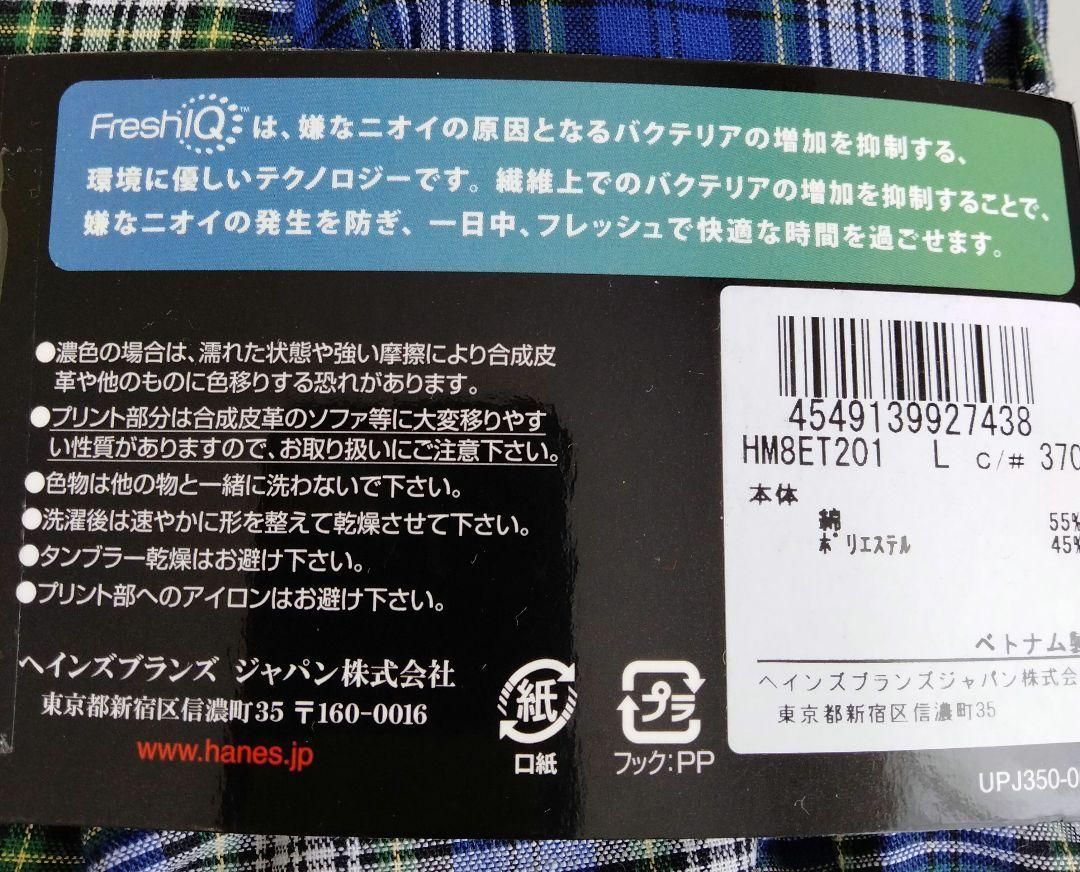 FreshIQ™は、嫌なニオイの原因となるバクテリアの増加を抑制する、
環境に優しいテクノロジーです。繊維上でのバクテリアの増加を抑制することで、
嫌なニオイの発生を防ぎ、一日中、フレッシュで快適な時間を過ごせます。
●濃色の場合は、濡れた状態や強い摩擦により合成皮
革や他のものに色移りする恐れがあります。
●プリント部分は合成皮革のソファ等に大変移りやす
い性質がありますので、お取り扱いにご注意下さい。
●色物は他の物と一緒に洗わないで下さい。
●洗濯後は速やかに形を整えて乾燥させて下さい。
●タンブラー乾燥はお避け下さい。
●プリント部へのアイロンはお避け下さい。
ヘインズブランズ ジャパン株式会社
東京都新宿区信濃町35 〒160-0016
www.hanes.jp
紙
口紙
プラ
フック:PP
4549139927438
HM8ET201 L C/# 370
本体
綿 55%
ポリエステル 45%
ベトナム製
ヘインズブランズジャパン株式会
東京都新宿区信濃町35
UPJ350-0